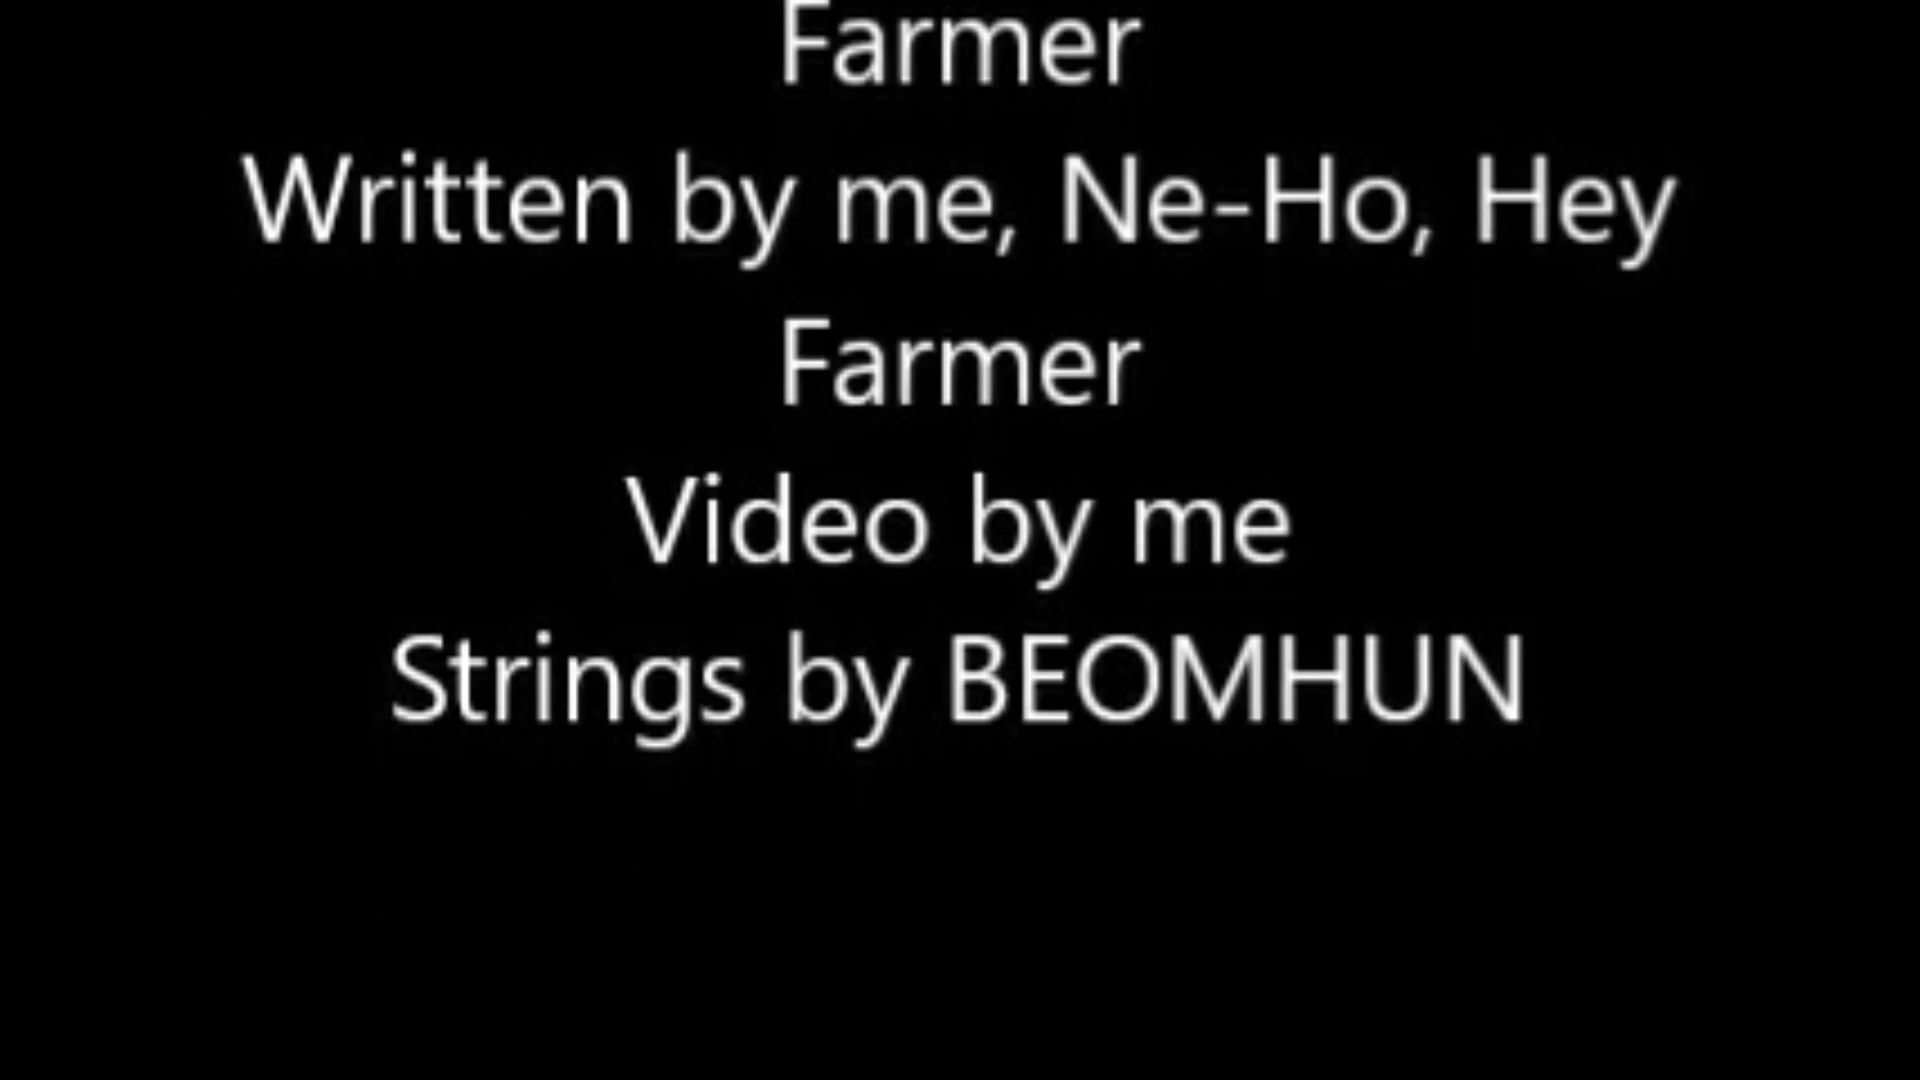 Farmer
Written by me, Ne-Ho, Hey
Farmer
Video by me
Strings by BEOMHUN